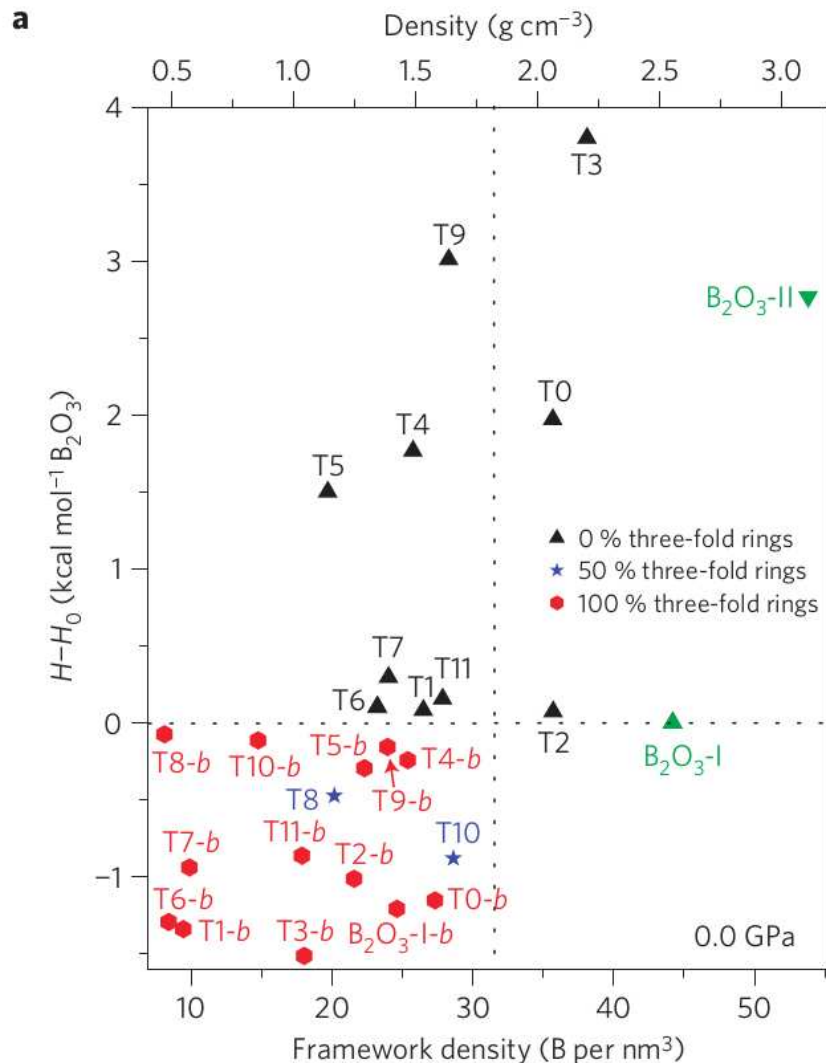 a
Density (g cm⁻³)
0.5 1.0 1.5 2.0 2.5 3.0
4
T3
T9
3
B₂O₃-II
T0
2
T4
T5
0 % three-fold rings
50 % three-fold rings
100 % three-fold rings
1
H–H₀ (kcal mol⁻¹ B₂O₃)
T7
T11
T6
T1
0
T2
B₂O₃-I
T8-b
T10-b
T5-b
T4-b
T9-b
T8
T10
T11-b
T7-b
T2-b
–1
T6-b
T0-b
T1-b
T3-b
B₂O₃-I-b
0.0 GPa
10 20 30 40 50
Framework density (B per nm³)